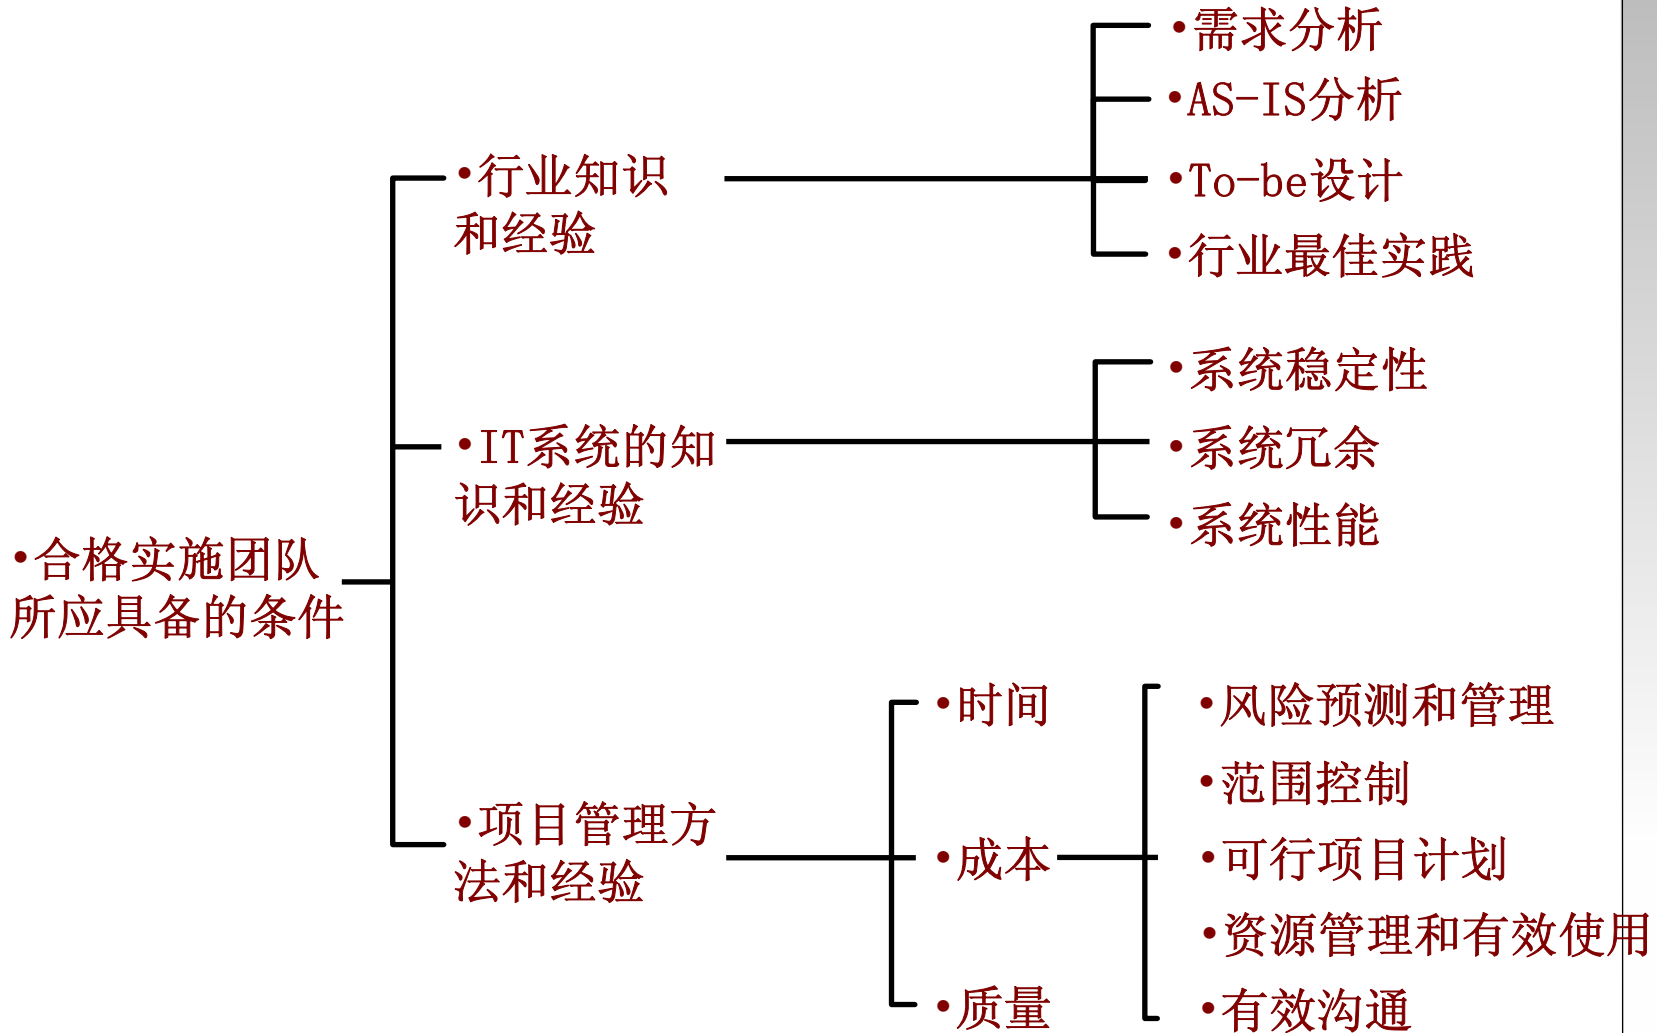 •合格实施团队
所应具备的条件
•行业知识
和经验
•需求分析
•AS-IS分析
•To-be设计
•行业最佳实践
•IT系统的知
识和经验
•系统稳定性
•系统冗余
•系统性能
•项目管理方
法和经验
•时间
•成本
•质量
•风险预测和管理
•范围控制
•可行项目计划
•资源管理和有效使用
•有效沟通